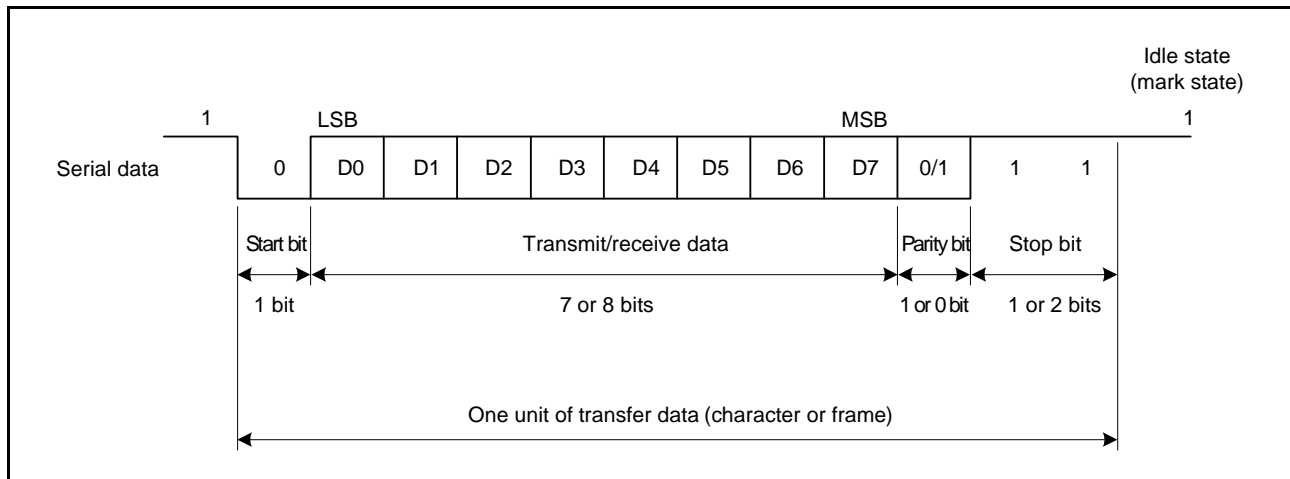 Idle state
(mark state)
1 LSB MSB 1
Serial data 0 D0 D1 D2 D3 D4 D5 D6 D7 0/1 1 1
Start bit Transmit/receive data Parity bit Stop bit
1 bit 7 or 8 bits 1 or 0 bit 1 or 2 bits
One unit of transfer data (character or frame)